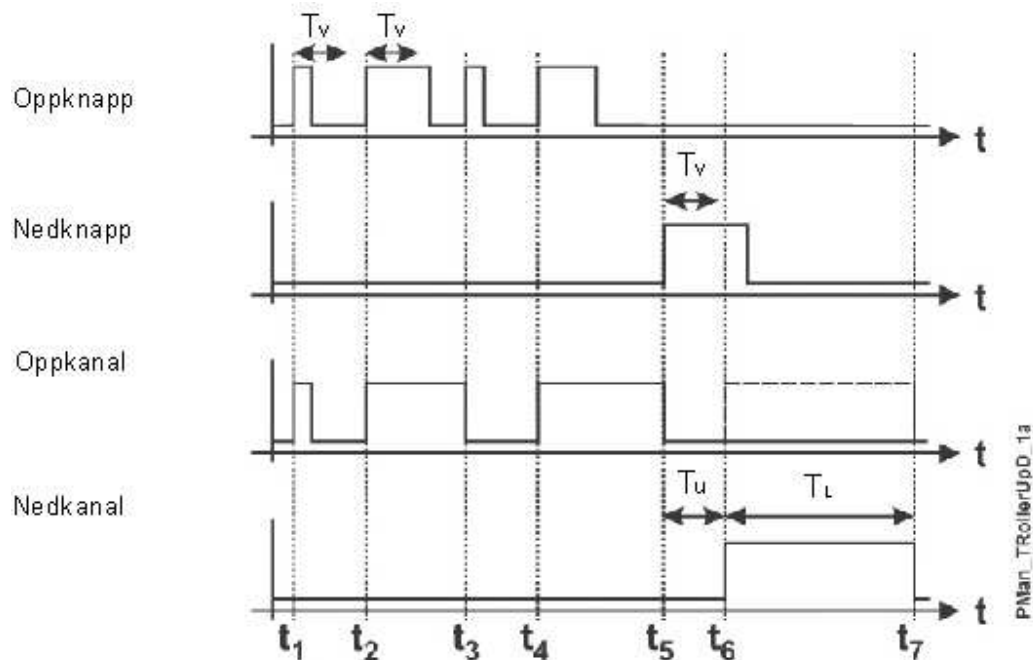 Tv Tv
Oppknapp
t
Tv
Nedknapp
t
Oppkanal
t
Nedkanal
Tu TL
t
t1 t2 t3 t4 t5 t6 t7
PMan_TRollerUpD_1a